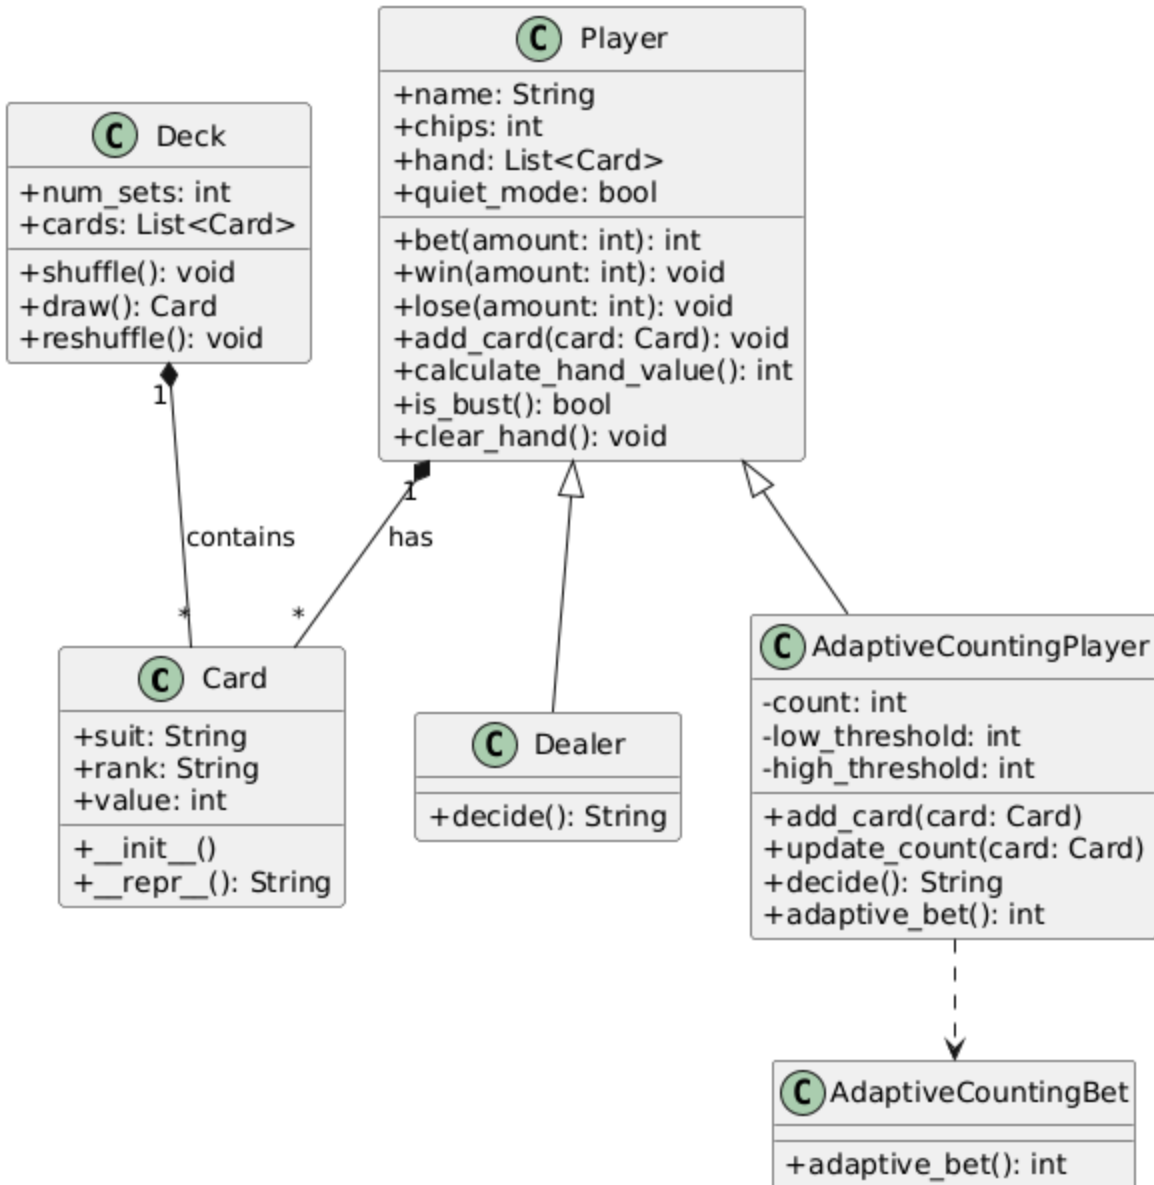 C Player
+name: String
+chips: int
+hand: List<Card>
+quiet_mode: bool
+bet(amount: int): int
+win(amount: int): void
+lose(amount: int): void
+add_card(card: Card): void
+calculate_hand_value(): int
+is_bust(): bool
+clear_hand(): void
C Deck
+num_sets: int
+cards: List<Card>
+shuffle(): void
+draw(): Card
+reshuffle(): void
1
1
contains
has
*
*
C Card
+suit: String
+rank: String
+value: int
+__init__()
+__repr__(): String
C Dealer
+decide(): String
C AdaptiveCountingPlayer
-count: int
-low_threshold: int
-high_threshold: int
+add_card(card: Card)
+update_count(card: Card)
+decide(): String
+adaptive_bet(): int
C AdaptiveCountingBet
+adaptive_bet(): int